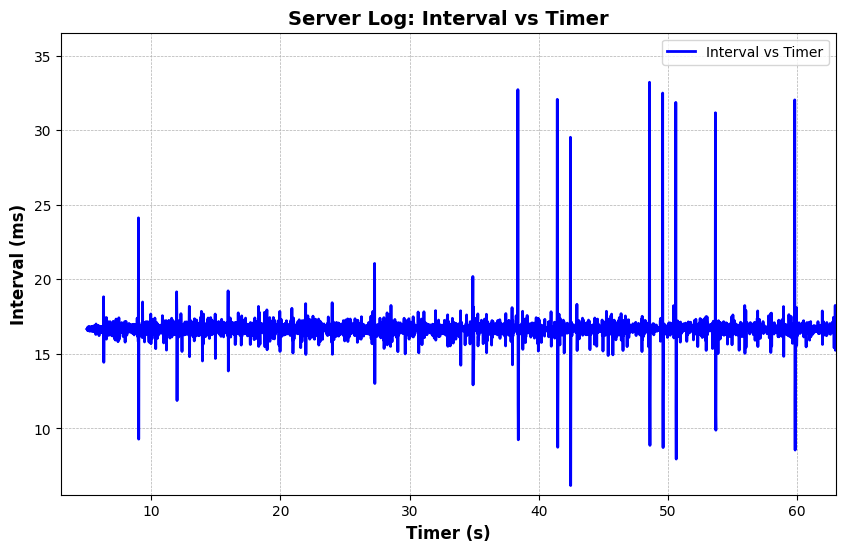 Server Log: Interval vs Timer
Interval vs Timer
35
30
25
20
15
10
Interval (ms)
10 20 30 40 50 60
Timer (s)